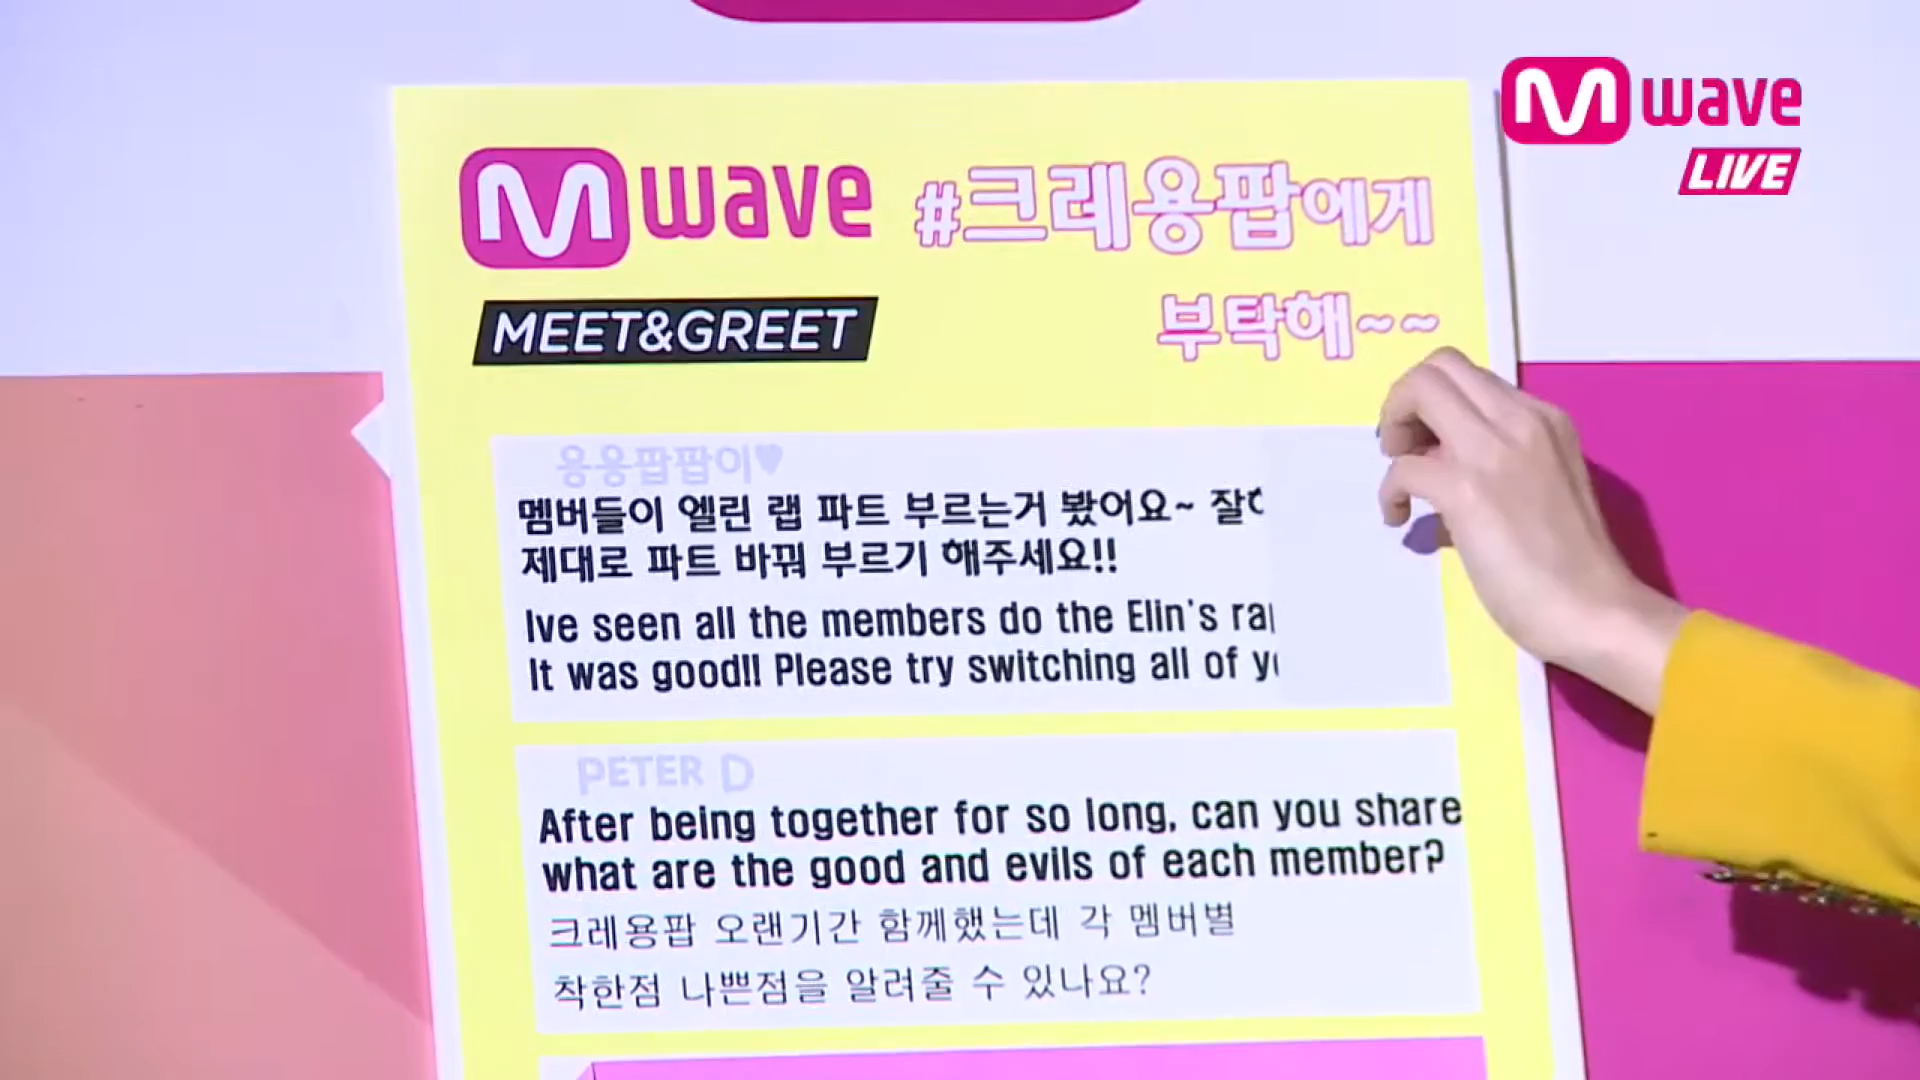 Mwave
LIVE
Mwave #크레용팝에게
MEET&GREET 부탁해~~
용용팝팝이♥
멤버들이 엘린 랩 파트 부르는거 봤어요~
제대로 파트 바꿔 부르기 해주세요!!
Ive seen all the members do the Elin's
It was good!! Please try switching all of
PETER D
After being together for so long, can you share
what are the good and evils of each member?
크레용팝 오랜기간 함께했는데 각 멤버별
착한점 나쁜점을 알려줄 수 있나요?